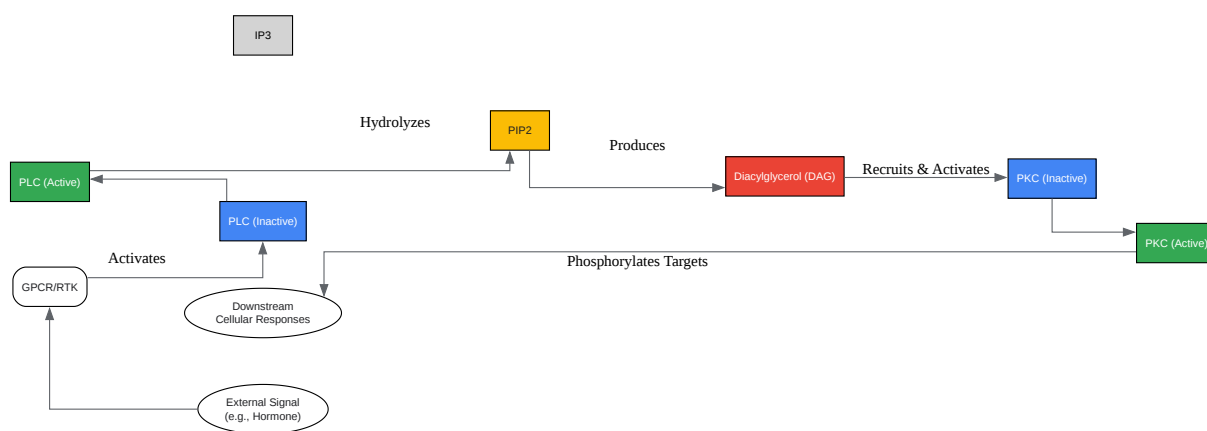 IP3
Hydrolyzes
PIP2
Produces
PLC (Active)
Diacylglycerol (DAG)
Recruits & Activates
PKC (Inactive)
PLC (Inactive)
PKC (Active)
Activates
Phosphorylates Targets
GPCR/RTK
Downstream
Cellular Responses
External Signal
(e.g., Hormone)